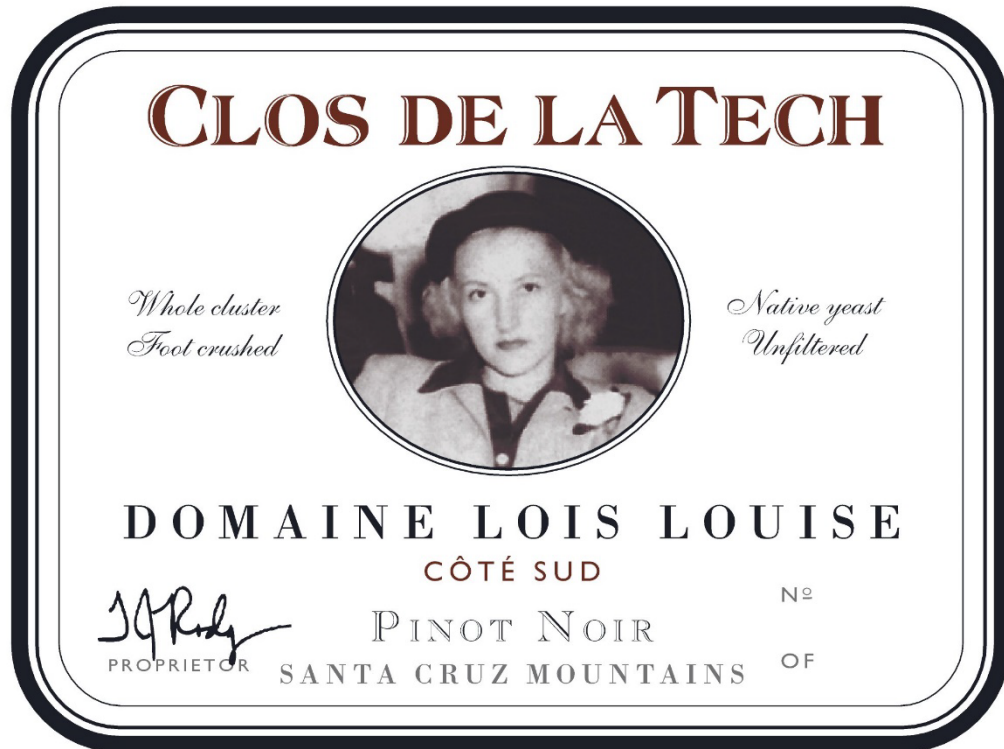 CLOS DE LA TECH
Whole cluster
Foot crushed
Native yeast
Unfiltered
DOMAINE LOIS LOUISE
CÔTÉ SUD
Nº
PINOT NOIR
PROPRIETOR
OF
SANTA CRUZ MOUNTAINS